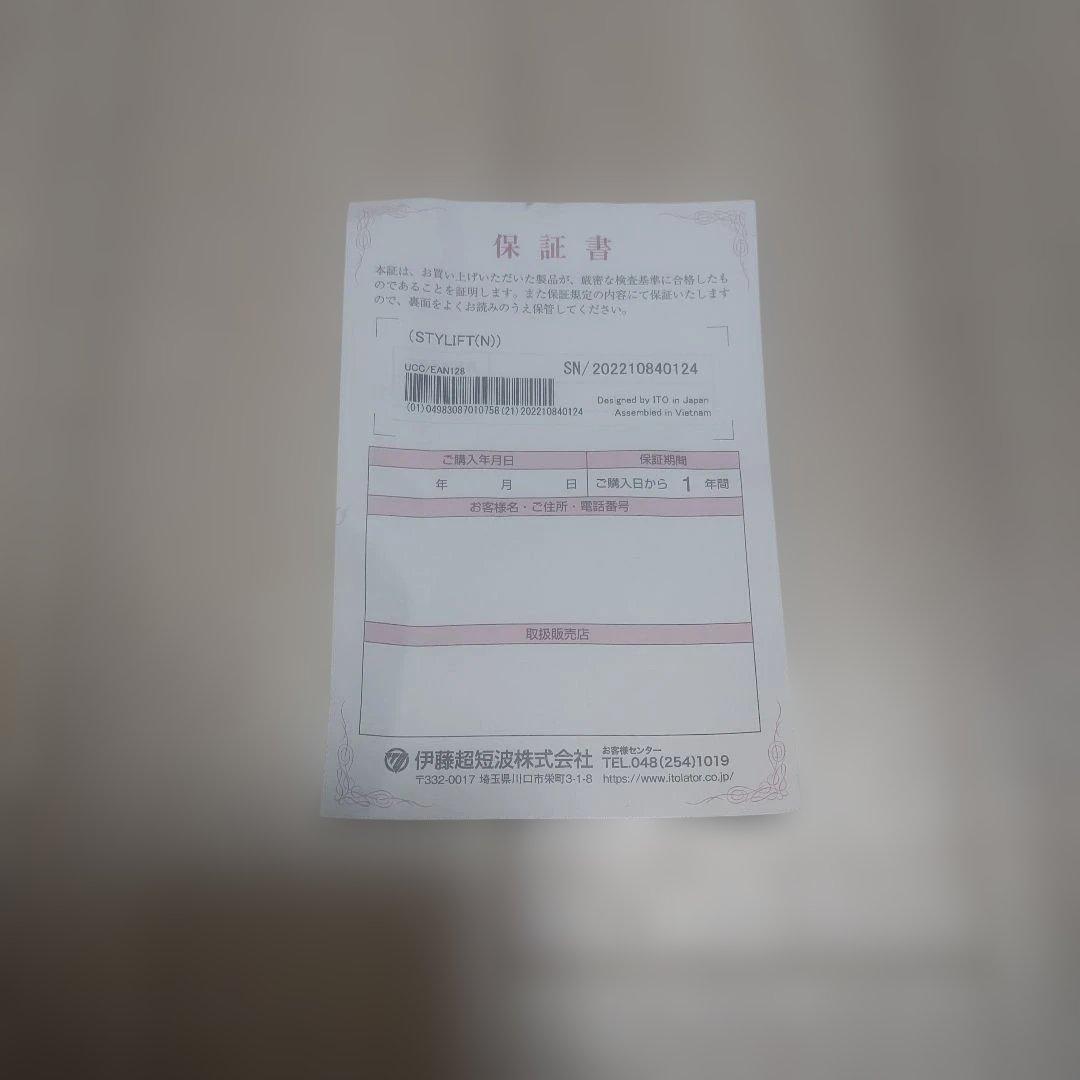 保証書
本証は、お買い上げいただいた製品が、厳密な検査基準に合格したも
のであることを証明します。また保証規定の内容にて保証いたします
ので、裏面をよくお読みのうえ保管してください。
(STYLIFT(N))
UCC/EAN128
SN/202210840124
(01)04983087010758(21)202210840124
Designed by ITO in Japan
Assembled in Vietnam
ご購入年月日 保証期間
年 月 日 ご購入日から 1 年間
お客様名・ご住所・電話番号
取扱販売店
伊藤超短波株式会社 お客様センター TEL.048(254)1019
〒332-0017 埼玉県川口市栄町3-1-8 https://www.itolator.co.jp/